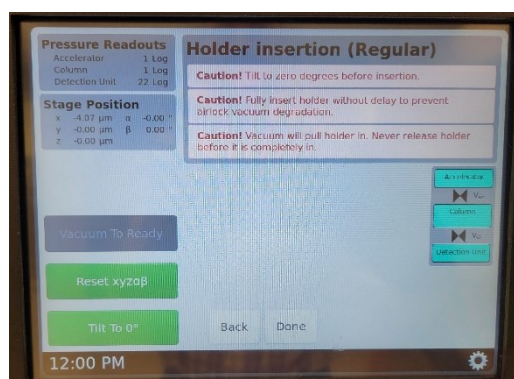 Pressure Readouts
Accelerator 1 Log
Column 1 Log
Detection Unit 22 Log
Stage Position
x -4.07 µm α -0.00 °
y -0.00 µm β 0.00 °
z -0.00 µm
Vacuum To Ready
Reset xyzαβ
Tilt To 0°
12:00 PM
Holder insertion (Regular)
Caution! Tilt to zero degrees before insertion.
Caution! Fully insert holder without delay to prevent
airlock vacuum degradation.
Caution! Vacuum will pull holder in. Never release holder
before it is completely in.
Accelerator
Column
Detection Unit
Back Done